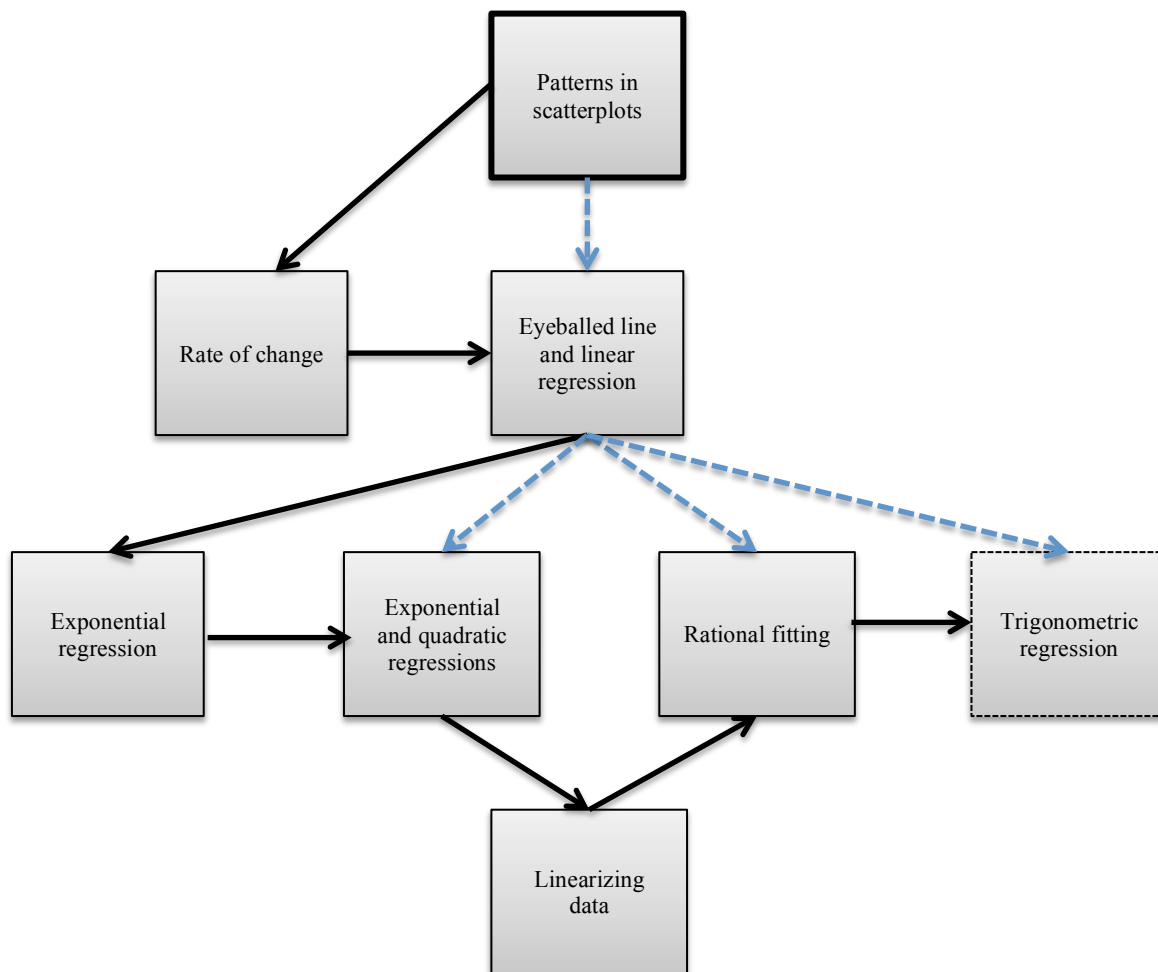 Patterns in
scatterplots
Rate of change
Eyeballed line
and linear
regression
Exponential
regression
Exponential
and quadratic
regressions
Rational fitting
Trigonometric
regression
Linearizing
data